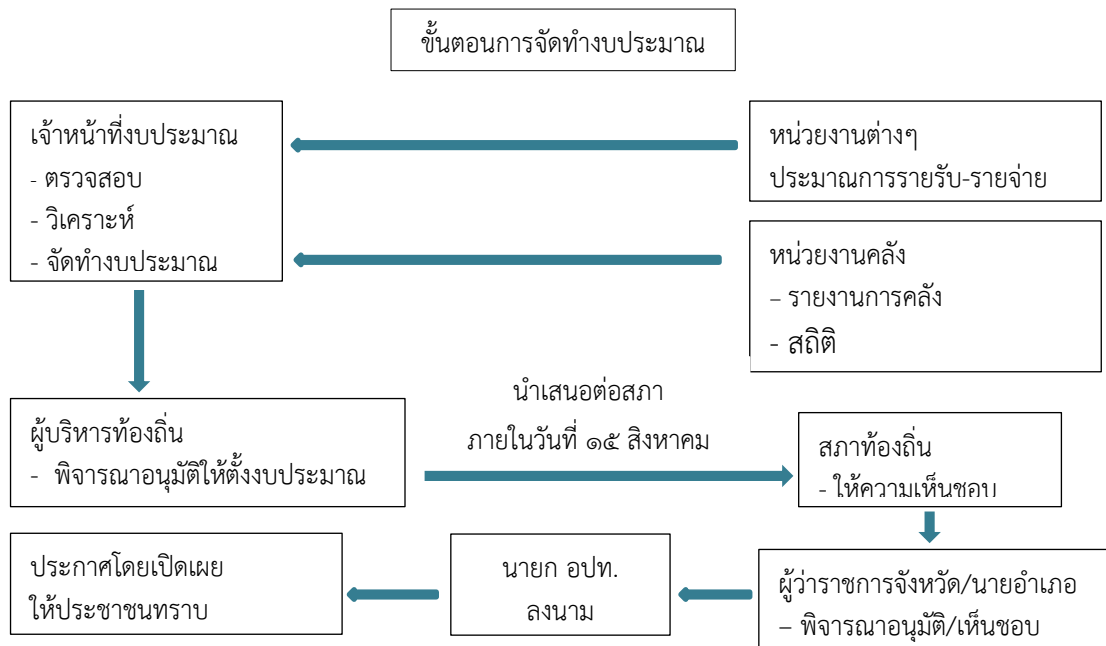 ขั้นตอนการจัดทำงบประมาณ
เจ้าหน้าที่งบประมาณ
- ตรวจสอบ
- วิเคราะห์
- จัดทำงบประมาณ
หน่วยงานต่างๆ
ประมาณการรายรับ-รายจ่าย
หน่วยงานคลัง
– รายงานการคลัง
- สถิติ
ผู้บริหารท้องถิ่น
- พิจารณาอนุมัติให้ตั้งงบประมาณ
นำเสนอต่อสภา
ภายในวันที่ ๑๕ สิงหาคม
สภาท้องถิ่น
- ให้ความเห็นชอบ
ผู้ว่าราชการจังหวัด/นายอำเภอ
– พิจารณาอนุมัติ/เห็นชอบ
นายก อปท.
ลงนาม
ประกาศโดยเปิดเผย
ให้ประชาชนทราบ